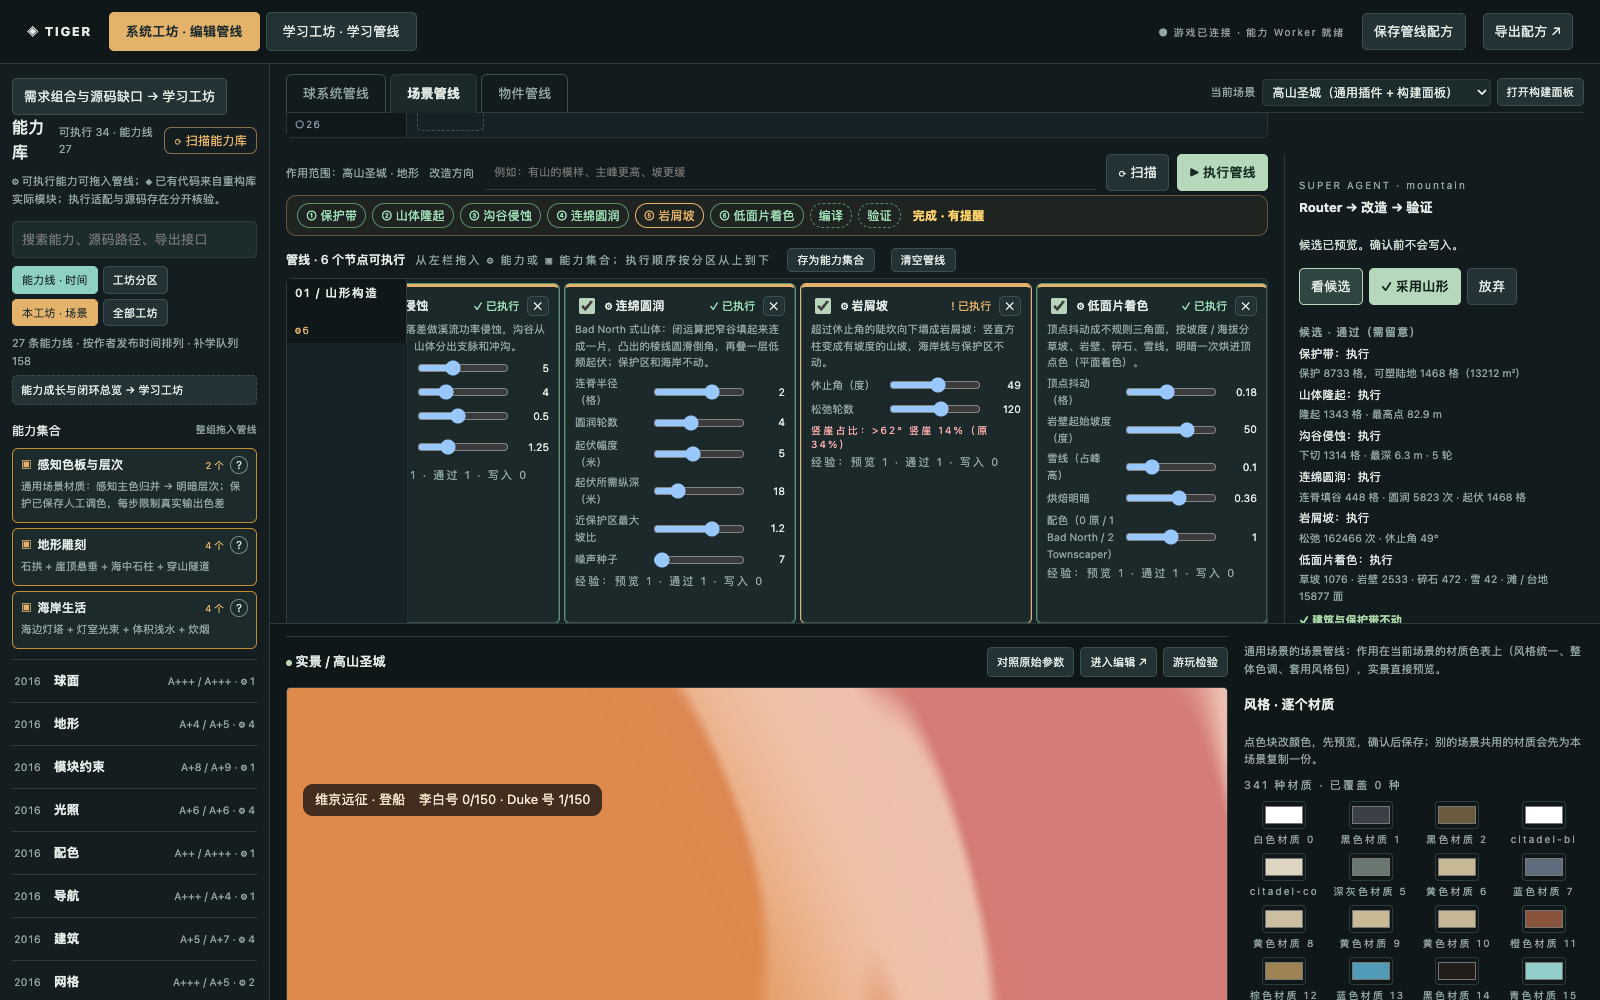 ◈ TIGER
系统工坊 · 编辑管线
学习工坊 · 学习管线
游戏已连接 · 能力 Worker 就绪
保存管线配方
导出配方 ↗
需求组合与源码缺口 → 学习工坊
能力库
可执行 34 · 能力线 27
⟳ 扫描能力库
⚙ 可执行能力可拖入管线；◆ 已有代码来自重构库
实际模块；执行适配与源码存在分开核验。
搜索能力、源码路径、导出接口
能力线 · 时间
工坊分区
本工坊 · 场景
全部工坊
27 条能力线 · 按作者发布时间排列 · 补学队列
158
能力成长与闭环总览 → 学习工坊
能力集合
整组拖入管线
▣ 感知色板与层次
2 个 ?
通用场景材质：感知主色归并 → 明暗层次；保
护已保存人工调色，每步限制真实输出色差
▣ 地形雕刻
4 个 ?
石拱 + 崖顶悬垂 + 海中石柱 + 穿山隧道
▣ 海岸生活
4 个 ?
海边灯塔 + 灯室光束 + 体积浅水 + 炊烟
2016 球面 A+++ / A+++ · ⚙ 1
2016 地形 A+4 / A+5 · ⚙ 4
2016 模块约束 A+8 / A+9 · ⚙ 1
2016 光照 A+6 / A+6 · ⚙ 4
2016 配色 A++ / A+++ · ⚙ 1
2016 导航 A+++ / A+4 · ⚙ 1
2016 建筑 A+5 / A+7 · ⚙ 4
2016 网格 A+++ / A+5 · ⚙ 2
球系统管线
场景管线
物件管线
当前场景
高山圣城（通用插件 + 构建面板）
打开构建面板
⬡26
作用范围：高山圣城 · 地形
改造方向
例如：有山的模样、主峰更高、坡更缓
⟳ 扫描
▶ 执行管线
① 保护带
② 山体隆起
③ 沟谷侵蚀
④ 连绵圆润
⑤ 岩屑坡
⑥ 低面片着色
编译
验证
完成 · 有提醒
管线 · 6 个节点可执行
从左栏拖入 ⚙ 能力或 ▣ 能力集合；执行顺序按分区从上到下
存为能力集合
清空管线
01 / 山形构造
⚙6
侵蚀
✓ 已执行 ✕
落差做溪流功率侵蚀，沟谷从
山体分出支脉和冲沟。
5
4
0.5
1.25
1 · 通过 1 · 写入 0
⚙ 连绵圆润
✓ 已执行 ✕
Bad North 式山体：闭运算把窄谷填起来连
成一片，凸出的棱线圆滑倒角，再叠一层低
频起伏；保护区和海岸不动。
连脊半径（格） 2
圆润轮数 4
起伏幅度（米） 5
起伏所需纵深（米） 18
近保护区最大坡比 1.2
噪声种子 7
经验：预览 1 · 通过 1 · 写入 0
⚙ 岩屑坡
! 已执行 ✕
超过休止角的陡坎向下塌成岩屑：竖直方
柱变成有坡度的山坡，海岸线与保护区不
动。
休止角（度） 49
松弛轮数 120
竖崖占比：>62° 竖崖 14%（原
34%）
经验：预览 1 · 通过 1 · 写入 0
⚙ 低面片着色
✓ 已执行 ✕
顶点抖动成不规则三角面，按坡度 / 海拔分
草坡、岩壁、碎石、雪线，明暗一次烘进顶
点色（平面着色）。
顶点抖动（格） 0.18
岩壁起始坡度（度） 50
雪线（占峰高） 0.1
烘焙明暗 0.36
配色（0 原 / 1 Bad North / 2 Townscaper） 1
经验：预览 1 · 通过 1 · 写入 0
SUPER AGENT · mountain
Router → 改造 → 验证
候选已预览。确认前不会写入。
看候选
✓ 采用山形
放弃
候选 · 通过（需留意）
保护带：执行
保护 8733 格，可塑陆地 1468 格（13212 m²）
山体隆起：执行
隆起 1343 格 · 最高点 82.9 m
沟谷侵蚀：执行
下切 1314 格 · 最深 6.3 m · 5 轮
连绵圆润：执行
连脊填谷 448 格 · 圆润 5823 次 · 起伏 1468 格
岩屑坡：执行
松弛 162466 次 · 休止角 49°
低面片着色：执行
草坡 1076 · 岩壁 2533 · 碎石 472 · 雪 42 · 滩 / 台地
15877 面
✓ 建筑与保护带不动
实景 / 高山圣城
对照原始参数
进入编辑 ↗
游玩检验
维京远征 · 登船 李白号 0/150 · Duke 号 1/150
通用场景的场景管线：作用在当前场景的材质色表上（风格统一、整
体色调、套用风格包），实景直接预览。
风格 · 逐个材质
点色块改颜色，先预览，确认后保存；别的场景共用的材质会先为本
场景复制一份。
341 种材质 · 已覆盖 0 种
白色材质 0
黑色材质 1
黑色材质 2
citadel-bl
citadel-co
深灰色材质 5
黄色材质 6
蓝色材质 7
黄色材质 8
黄色材质 9
黄色材质 10
橙色材质 11
棕色材质 12
蓝色材质 13
黑色材质 14
青色材质 15